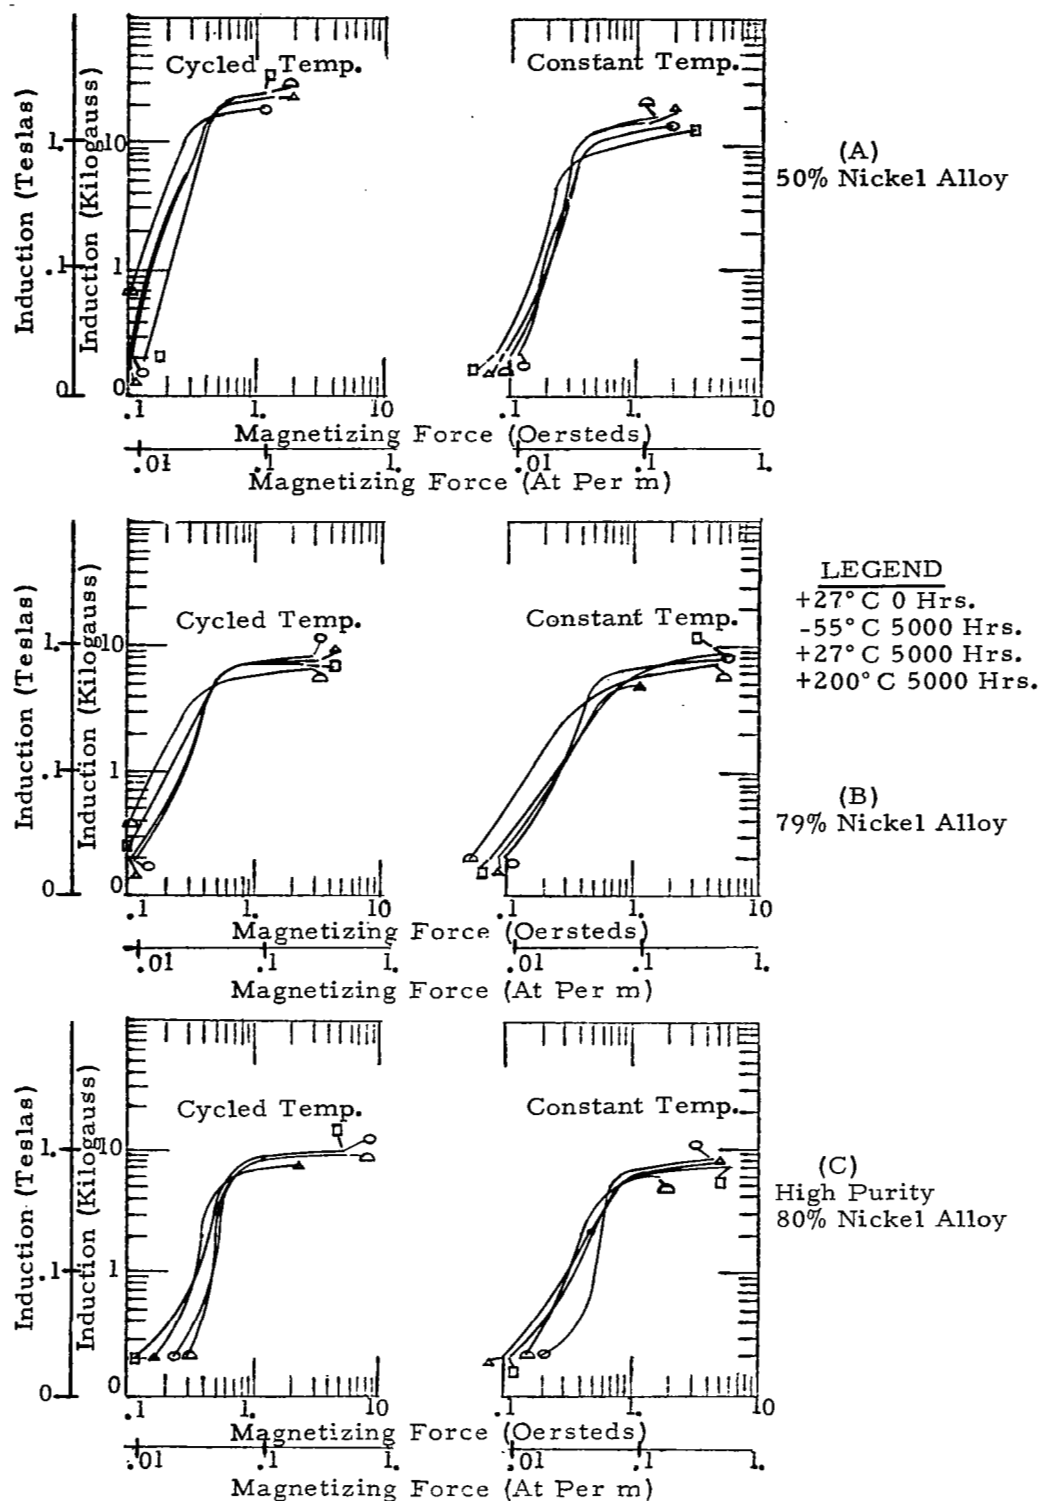 Cycled Temp.
Constant Temp.
Induction (Teslas)
Induction (Kilogauss)
1.
10
.1
1
0
0
.1
1.
10
.1
1.
10
Magnetizing Force (Oersteds)
.01
.1
1.
.01
.1
1.
Magnetizing Force (At Per m)
(A)
50% Nickel Alloy
Cycled Temp.
Constant Temp.
Induction (Teslas)
Induction (Kilogauss)
1.
10
.1
1
0
0
.1
1.
10
.1
1.
10
Magnetizing Force (Oersteds)
.01
.1
1.
.01
.1
1.
Magnetizing Force (At Per m)
LEGEND
+27°C 0 Hrs.
-55°C 5000 Hrs.
+27°C 5000 Hrs.
+200°C 5000 Hrs.
(B)
79% Nickel Alloy
Cycled Temp.
Constant Temp.
Induction (Teslas)
Induction (Kilogauss)
1.
10
.1
1
0
0
.1
1.
10
.1
1.
10
Magnetizing Force (Oersteds)
.01
.1
1.
.01
.1
1.
Magnetizing Force (At Per m)
(C)
High Purity
80% Nickel Alloy